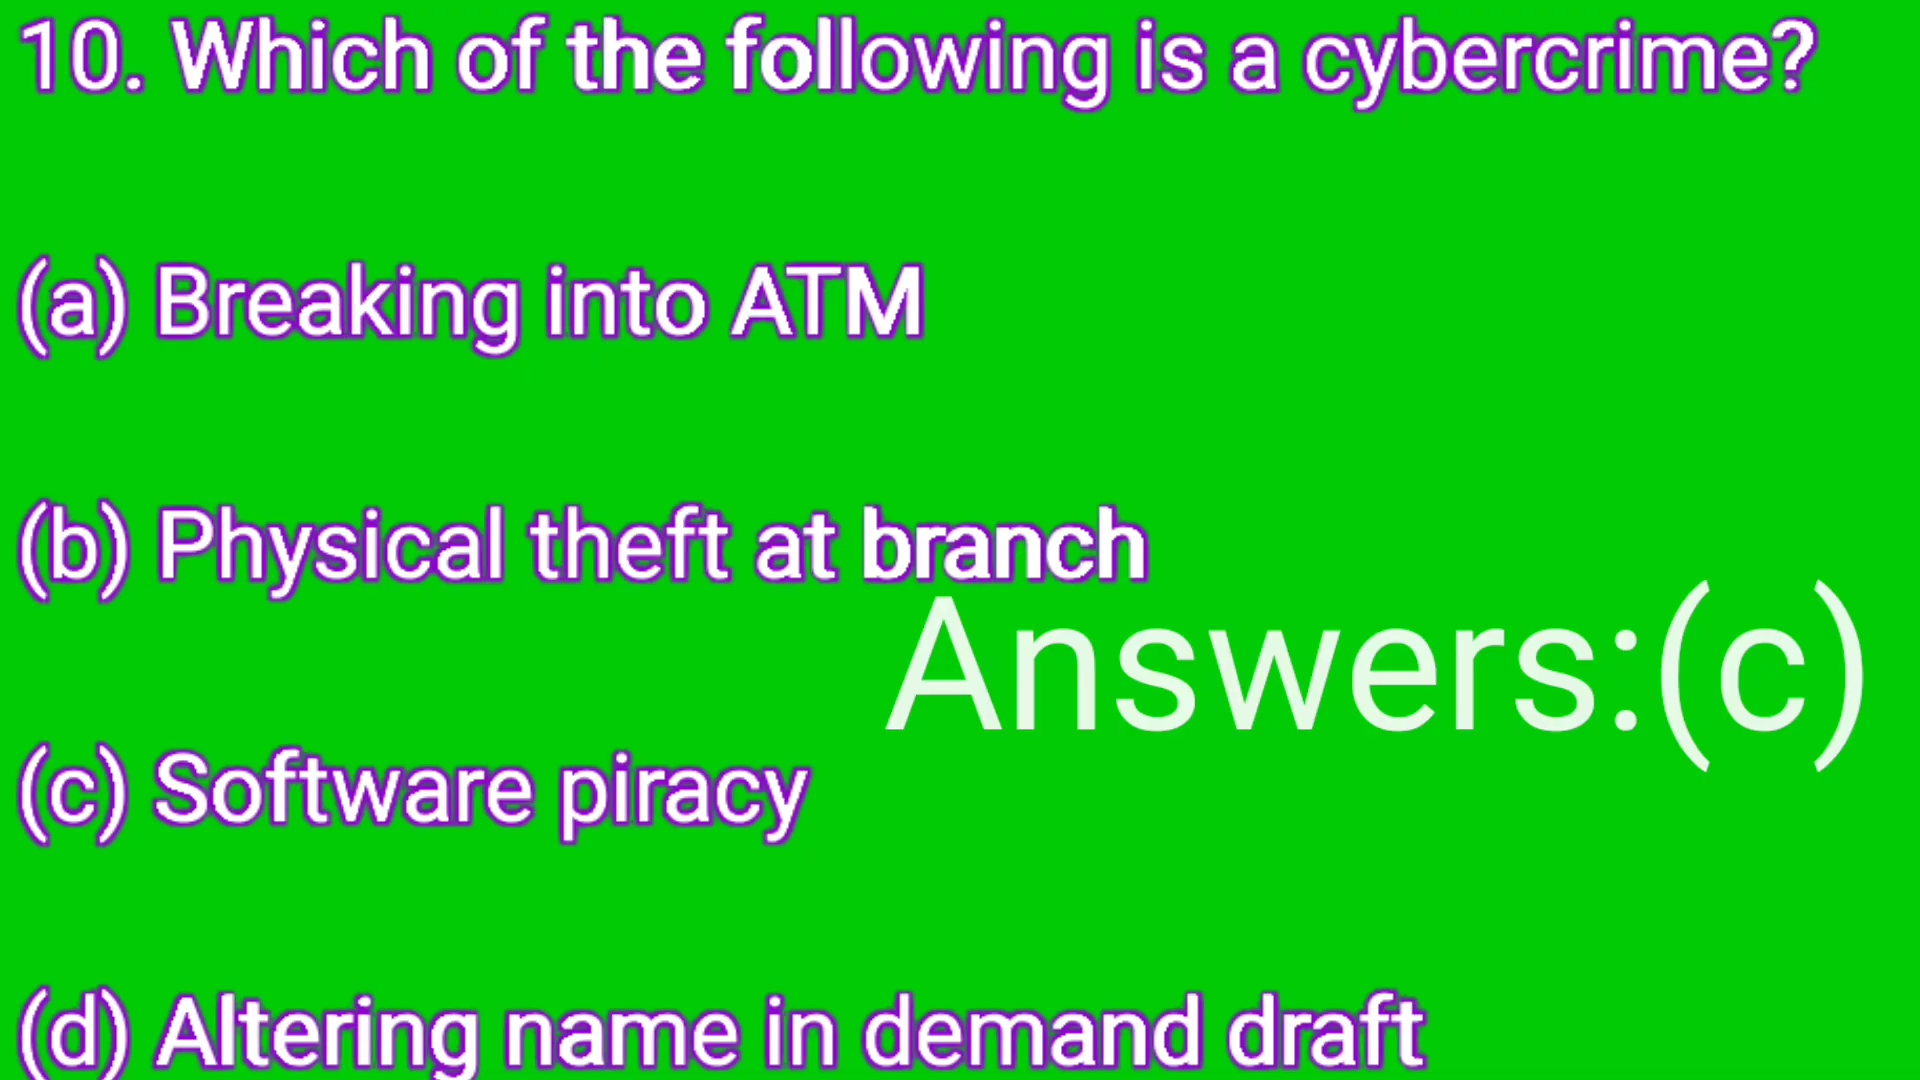 10. Which of the following is a cybercrime?
(a) Breaking into ATM
(b) Physical theft at branch
Answers:(c)
(c) Software piracy
(d) Altering name in demand draft